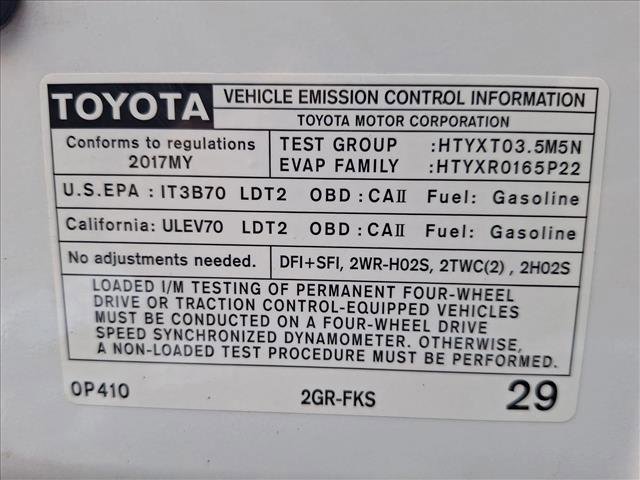 TOYOTA
VEHICLE EMISSION CONTROL INFORMATION
TOYOTA MOTOR CORPORATION
Conforms to regulations
2017MY
TEST GROUP :HTYXT03.5M5N
EVAP FAMILY :HTYXR0165P22
U.S.EPA : IT3B70 LDT2 OBD : CAII Fuel: Gasoline
California: ULEV70 LDT2 OBD : CAII Fuel: Gasoline
No adjustments needed.
DFI+SFI, 2WR-HO2S, 2TWC(2) , 2HO2S
LOADED I/M TESTING OF PERMANENT FOUR-WHEEL
DRIVE OR TRACTION CONTROL-EQUIPPED VEHICLES
MUST BE CONDUCTED ON A FOUR-WHEEL DRIVE
SPEED SYNCHRONIZED DYNAMOMETER. OTHERWISE,
A NON-LOADED TEST PROCEDURE MUST BE PERFORMED.
0P410 2GR-FKS 29